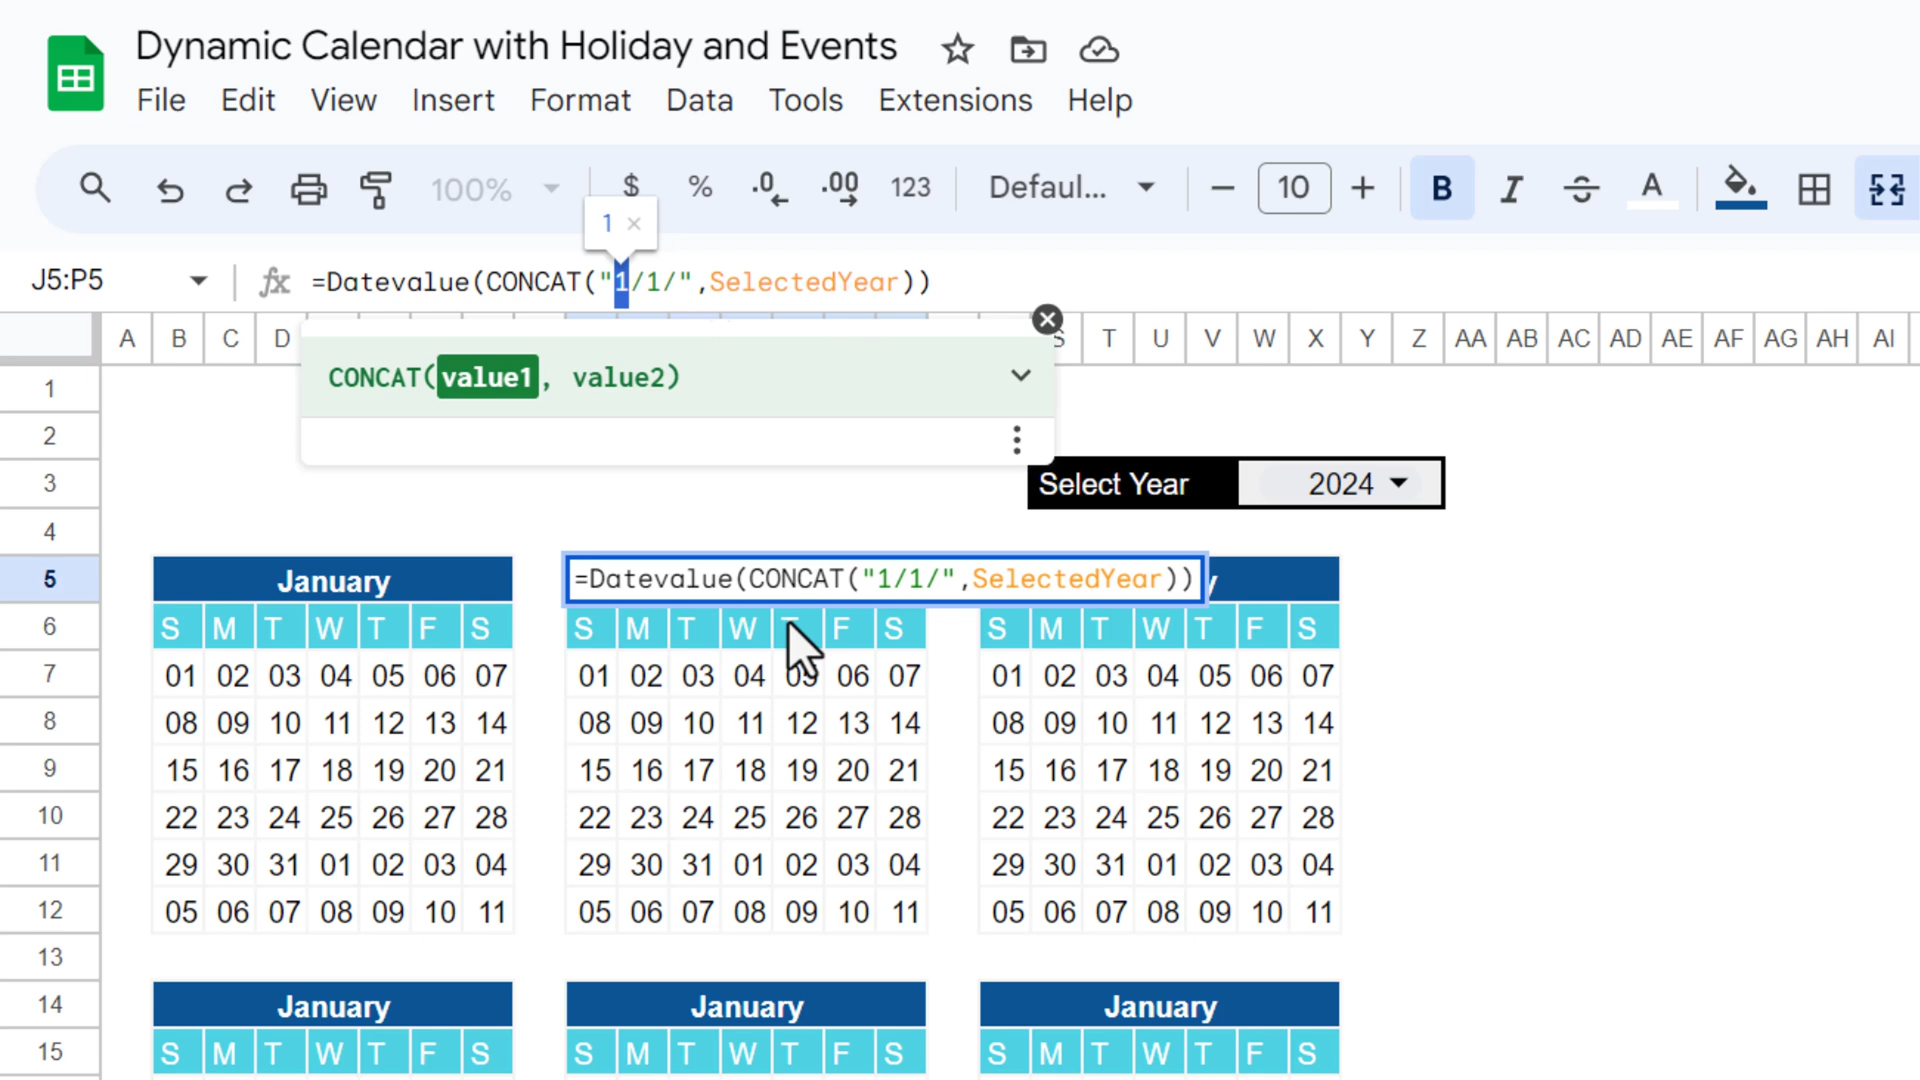 Dynamic Calendar with Holiday and Events
File Edit View Insert Format Data Tools Extensions Help
100% $ % .0 .00 123 Defaul... − 10 + B I S A
1 ×
J5:P5 fx =Datevalue(CONCAT("1/1/",SelectedYear))
A B C D S T U V W X Y Z AA AB AC AD AE AF AG AH AI
CONCAT(value1, value2)
1
2
3 Select Year 2024
4
5 January =Datevalue(CONCAT("1/1/",SelectedYear)) y
6 S M T W T F S S M T W T F S S M T W T F S
7 01 02 03 04 05 06 07 01 02 03 04 05 06 07 01 02 03 04 05 06 07
8 08 09 10 11 12 13 14 08 09 10 11 12 13 14 08 09 10 11 12 13 14
9 15 16 17 18 19 20 21 15 16 17 18 19 20 21 15 16 17 18 19 20 21
10 22 23 24 25 26 27 28 22 23 24 25 26 27 28 22 23 24 25 26 27 28
11 29 30 31 01 02 03 04 29 30 31 01 02 03 04 29 30 31 01 02 03 04
12 05 06 07 08 09 10 11 05 06 07 08 09 10 11 05 06 07 08 09 10 11
13
14 January January January
15 S M T W T F S S M T W T F S S M T W T F S